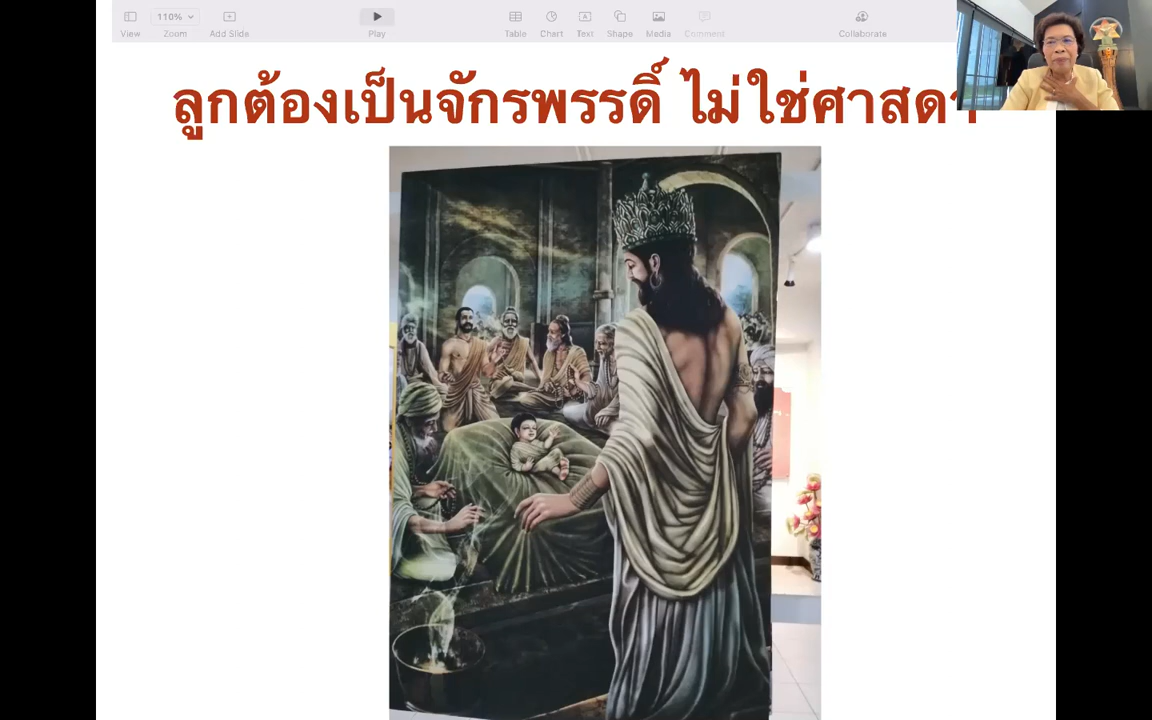 View
110%
Zoom
Add Slide
Play
Table
Chart
Text
Shape
Media
Comment
Collaborate
ลูกต้องเป็นจักรพรรดิ์ ไม่ใช่ศาสดา